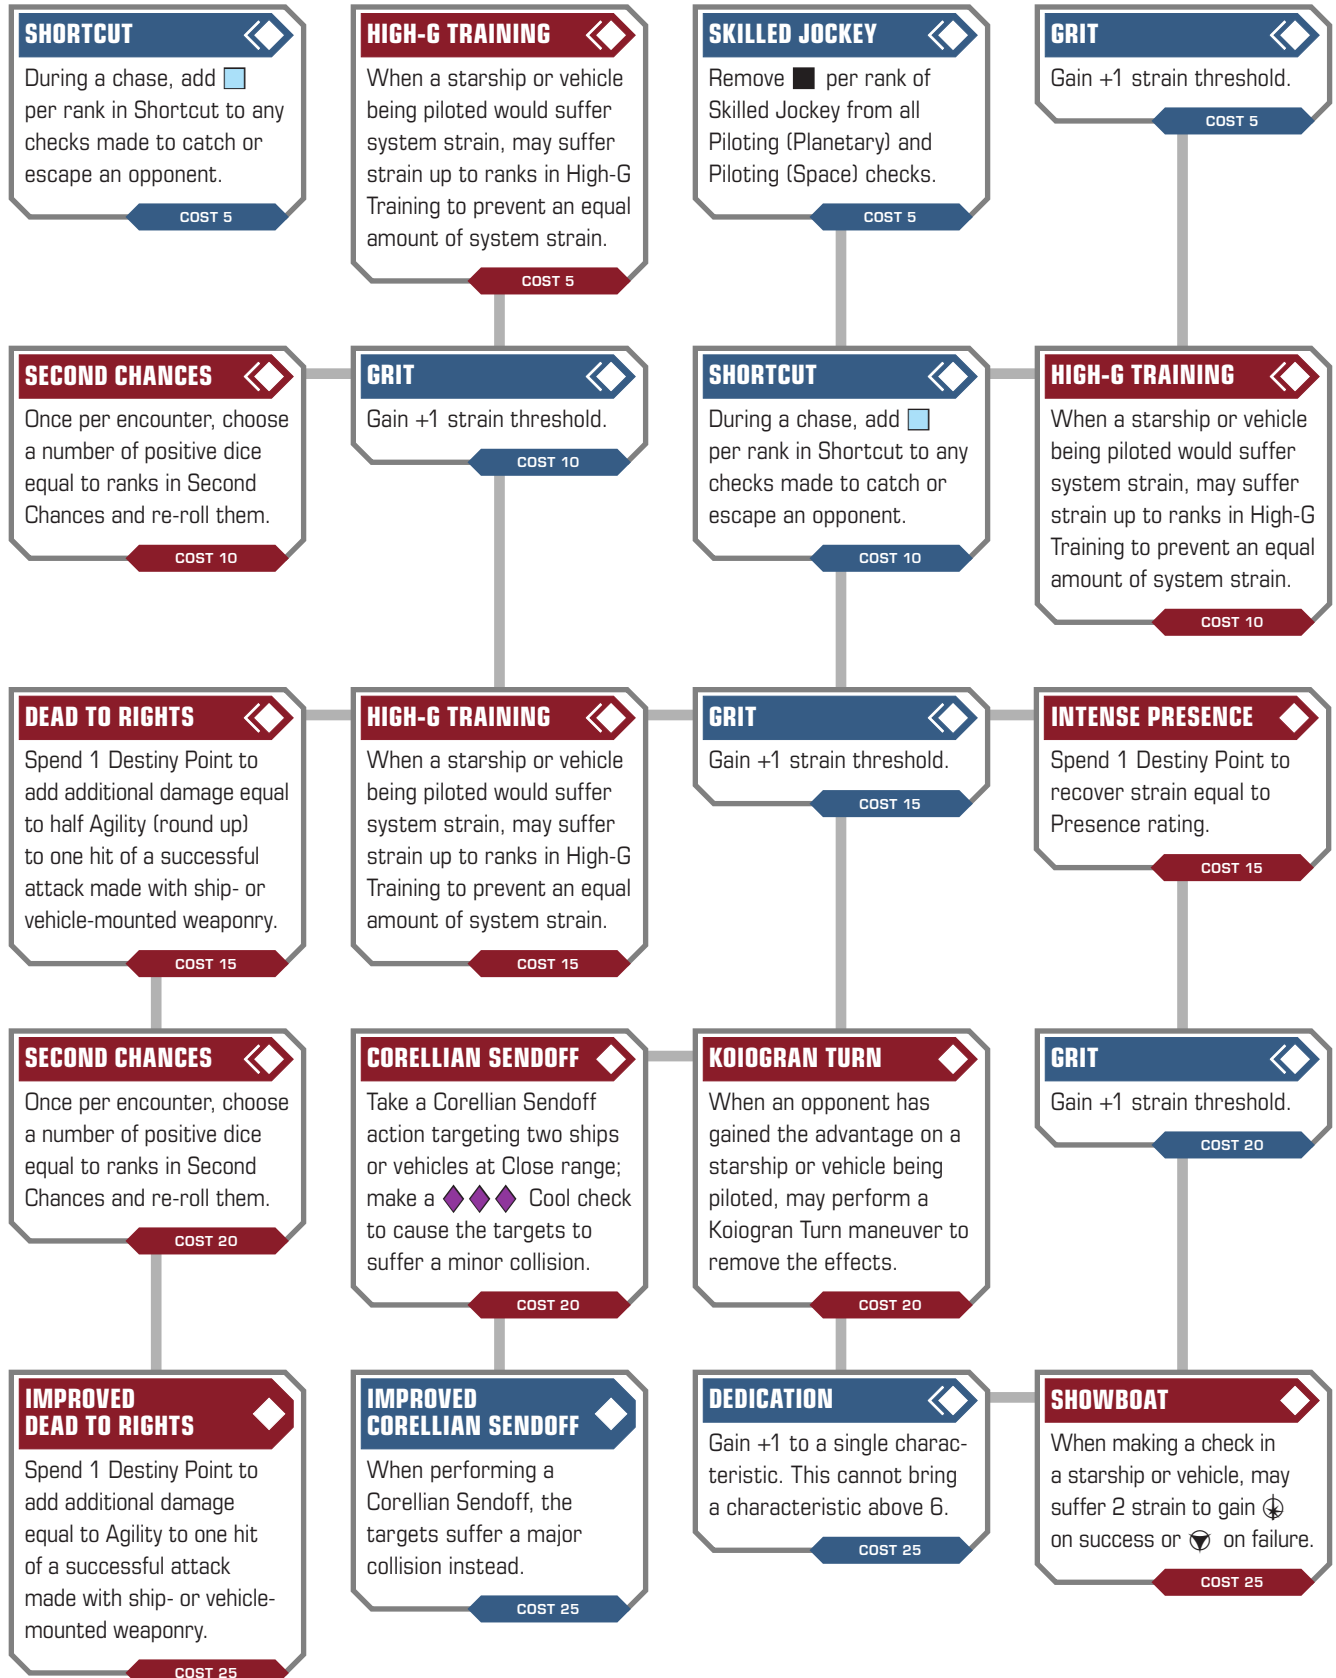 SHORTCUT
During a chase, add
per rank in Shortcut to any
checks made to catch or
escape an opponent.
COST 5
HIGH-G TRAINING
When a starship or vehicle
being piloted would suffer
system strain, may suffer
strain up to ranks in High-G
Training to prevent an equal
amount of system strain.
COST 5
SKILLED JOCKEY
Remove per rank of
Skilled Jockey from all
Piloting (Planetary) and
Piloting (Space) checks.
COST 5
GRIT
Gain +1 strain threshold.
COST 5
SECOND CHANCES
Once per encounter, choose
a number of positive dice
equal to ranks in Second
Chances and re-roll them.
COST 10
GRIT
Gain +1 strain threshold.
COST 10
SHORTCUT
During a chase, add
per rank in Shortcut to any
checks made to catch or
escape an opponent.
COST 10
HIGH-G TRAINING
When a starship or vehicle
being piloted would suffer
system strain, may suffer
strain up to ranks in High-G
Training to prevent an equal
amount of system strain.
COST 10
DEAD TO RIGHTS
Spend 1 Destiny Point to
add additional damage equal
to half Agility (round up)
to one hit of a successful
attack made with ship- or
vehicle-mounted weaponry.
COST 15
HIGH-G TRAINING
When a starship or vehicle
being piloted would suffer
system strain, may suffer
strain up to ranks in High-G
Training to prevent an equal
amount of system strain.
COST 15
GRIT
Gain +1 strain threshold.
COST 15
INTENSE PRESENCE
Spend 1 Destiny Point to
recover strain equal to
Presence rating.
COST 15
SECOND CHANCES
Once per encounter, choose
a number of positive dice
equal to ranks in Second
Chances and re-roll them.
COST 20
CORELLIAN SENDOFF
Take a Corellian Sendoff
action targeting two ships
or vehicles at Close range;
make a Cool check
to cause the targets to
suffer a minor collision.
COST 20
KOIOGRAN TURN
When an opponent has
gained the advantage on a
starship or vehicle being
piloted, may perform a
Koiogran Turn maneuver to
remove the effects.
COST 20
GRIT
Gain +1 strain threshold.
COST 20
IMPROVED
DEAD TO RIGHTS
Spend 1 Destiny Point to
add additional damage
equal to Agility to one hit
of a successful attack
made with ship- or vehicle-
mounted weaponry.
COST 25
IMPROVED
CORELLIAN SENDOFF
When performing a
Corellian Sendoff, the
targets suffer a major
collision instead.
COST 25
DEDICATION
Gain +1 to a single charac-
teristic. This cannot bring
a characteristic above 6.
COST 25
SHOWBOAT
When making a check in
a starship or vehicle, may
suffer 2 strain to gain
on success or on failure.
COST 25